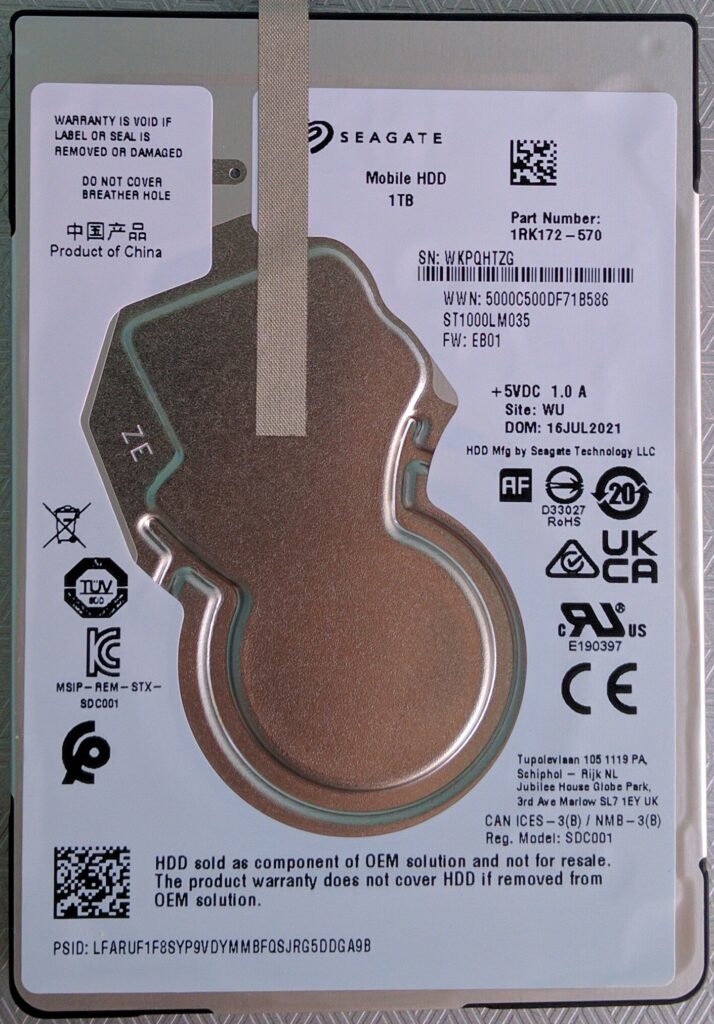 WARRANTY IS VOID IF
LABEL OR SEAL IS
REMOVED OR DAMAGED
DO NOT COVER
BREATHER HOLE
中国产品
Product of China
SEAGATE
Mobile HDD
1TB
Part Number:
1RK172-570
SN: WKPQHTZG
WWN: 5000C500DF71B586
ST1000LM035
FW: EB01
+5VDC 1.0 A
Site: WU
DOM: 16JUL2021
HDD Mfg by Seagate Technology LLC
AF
D33027
RoHS
20
UK
CA
ZE
TÜV
SÜD
MSIP-REM-STX-
SDC001
c RU® US
E190397
CE
Tupolevlaan 105 1119 PA,
Schiphol - Rijk NL
Jubilee House Globe Park,
3rd Ave Marlow SL7 1EY UK
CAN ICES-3(B) / NMB-3(B)
Reg. Model: SDC001
HDD sold as component of OEM solution and not for resale.
The product warranty does not cover HDD if removed from
OEM solution.
PSID: LFARUF1F8SYP9VDYMMBFQSJRG5DDGA9B